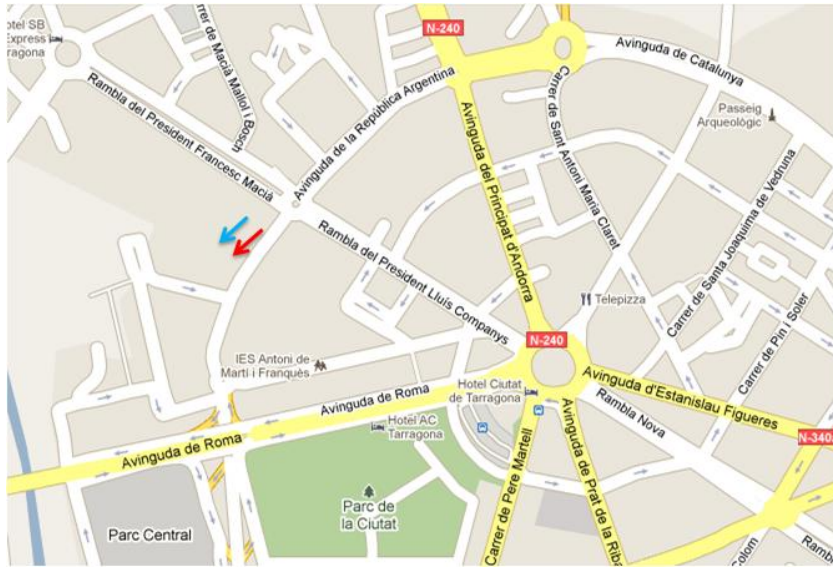 otel SB
Express
rragona
Carrer de Macià Mallol i Bosch
N-240
Avinguda de Catalunya
Rambla del President Francesc Macià
Avinguda de la República Argentina
Carrer de Sant Antoni Maria Claret
Passeig
Arqueològic
Avinguda del Principat d'Andorra
Carrer de Santa Joaquima de Vedruna
Rambla del President Lluís Companys
Telepizza
Carrer de Pin i Soler
N-240
IES Antoni de
Martí i Franquès
Avinguda de Roma
Hotel Ciutat
de Tarragona
Avinguda d'Estanislau Figueres
Rambla Nova
Hotel AC
Tarragona
Avinguda de Roma
N-340
Carrer de Pere Martell
Avinguda de Prat de la Riba
Parc de
la Ciutat
Parc Central
Colom
Rambl